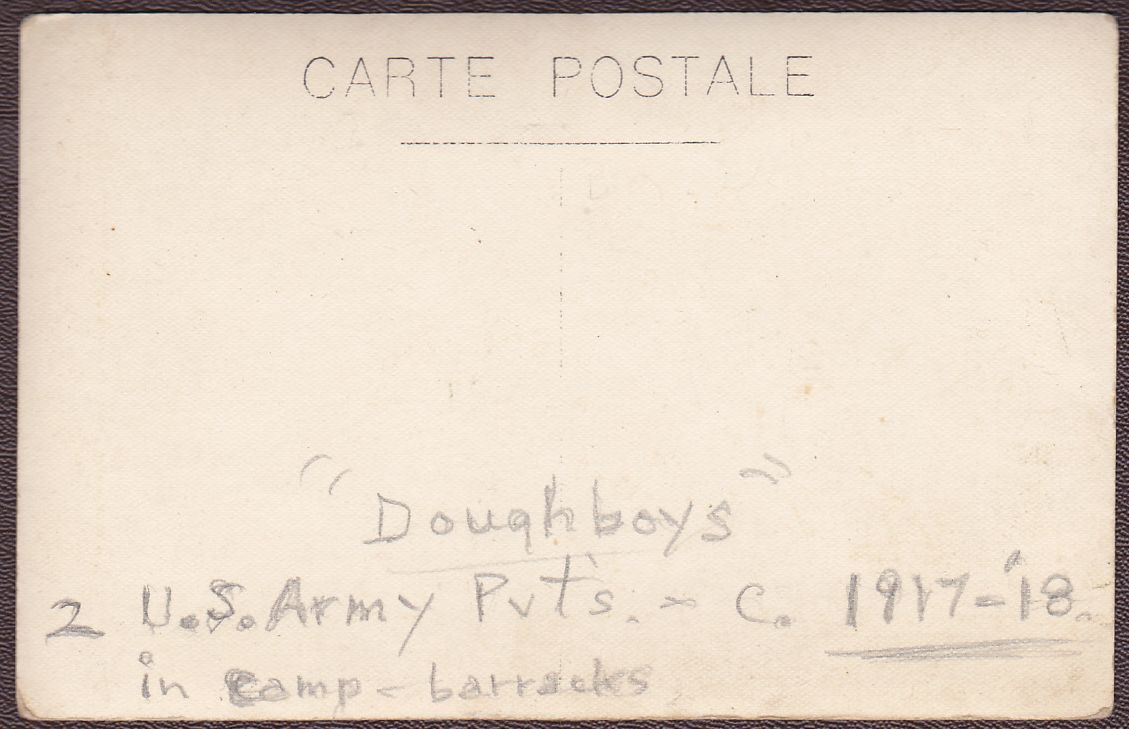 CARTE POSTALE
"Doughboys"
2 U.S. Army Pvt's. - c. 1917-'18.
in camp - barracks